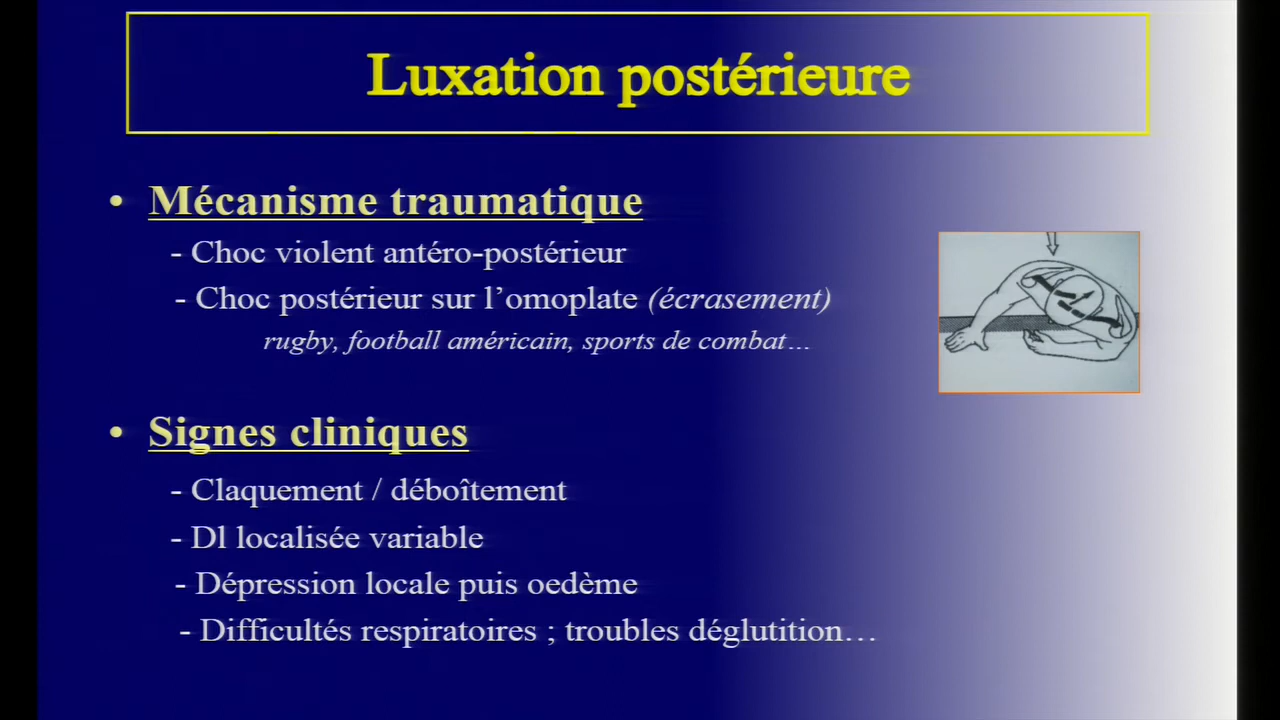 Luxation postérieure
• Mécanisme traumatique
- Choc violent antéro-postérieur
- Choc postérieur sur l’omoplate (écrasement)
rugby, football américain, sports de combat…
• Signes cliniques
- Claquement / déboîtement
- Dl localisée variable
- Dépression locale puis oedème
- Difficultés respiratoires ; troubles déglutition…